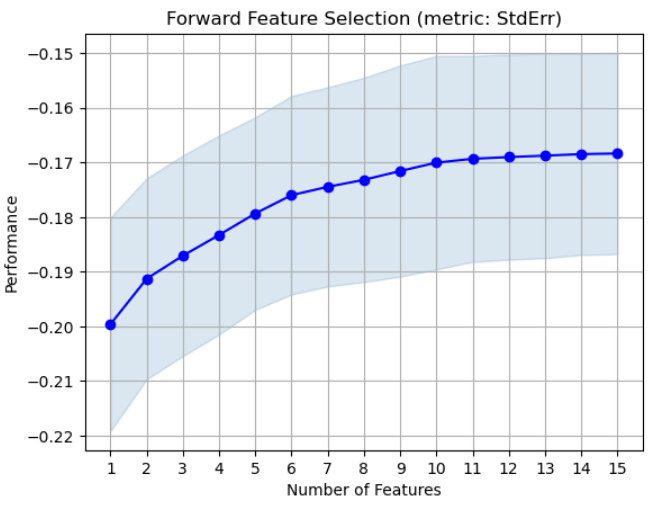 Forward Feature Selection (metric: StdErr)
−0.15
−0.16
−0.17
−0.18
−0.19
−0.20
−0.21
−0.22
Performance
1 2 3 4 5 6 7 8 9 10 11 12 13 14 15
Number of Features